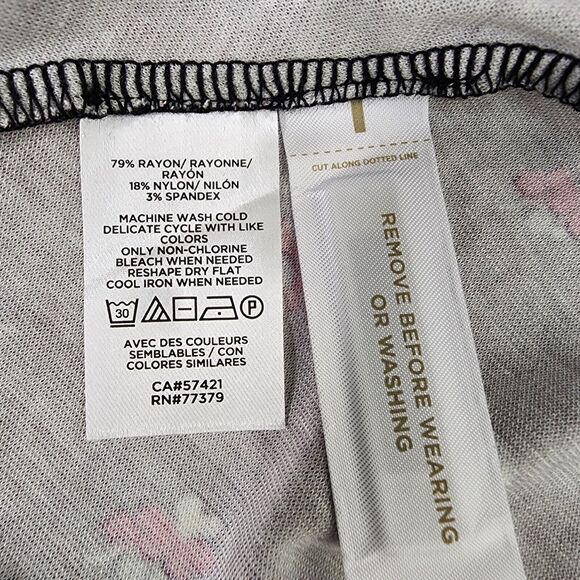 79% RAYON/ RAYONNE/
RAYÓN
18% NYLON/ NILÓN
3% SPANDEX
MACHINE WASH COLD
DELICATE CYCLE WITH LIKE
COLORS
ONLY NON-CHLORINE
BLEACH WHEN NEEDED
RESHAPE DRY FLAT
COOL IRON WHEN NEEDED
30 P
AVEC DES COULEURS
SEMBLABLES / CON
COLORES SIMILARES
CA#57421
RN#77379
CUT ALONG DOTTED LINE
REMOVE BEFORE WEARING
OR WASHING